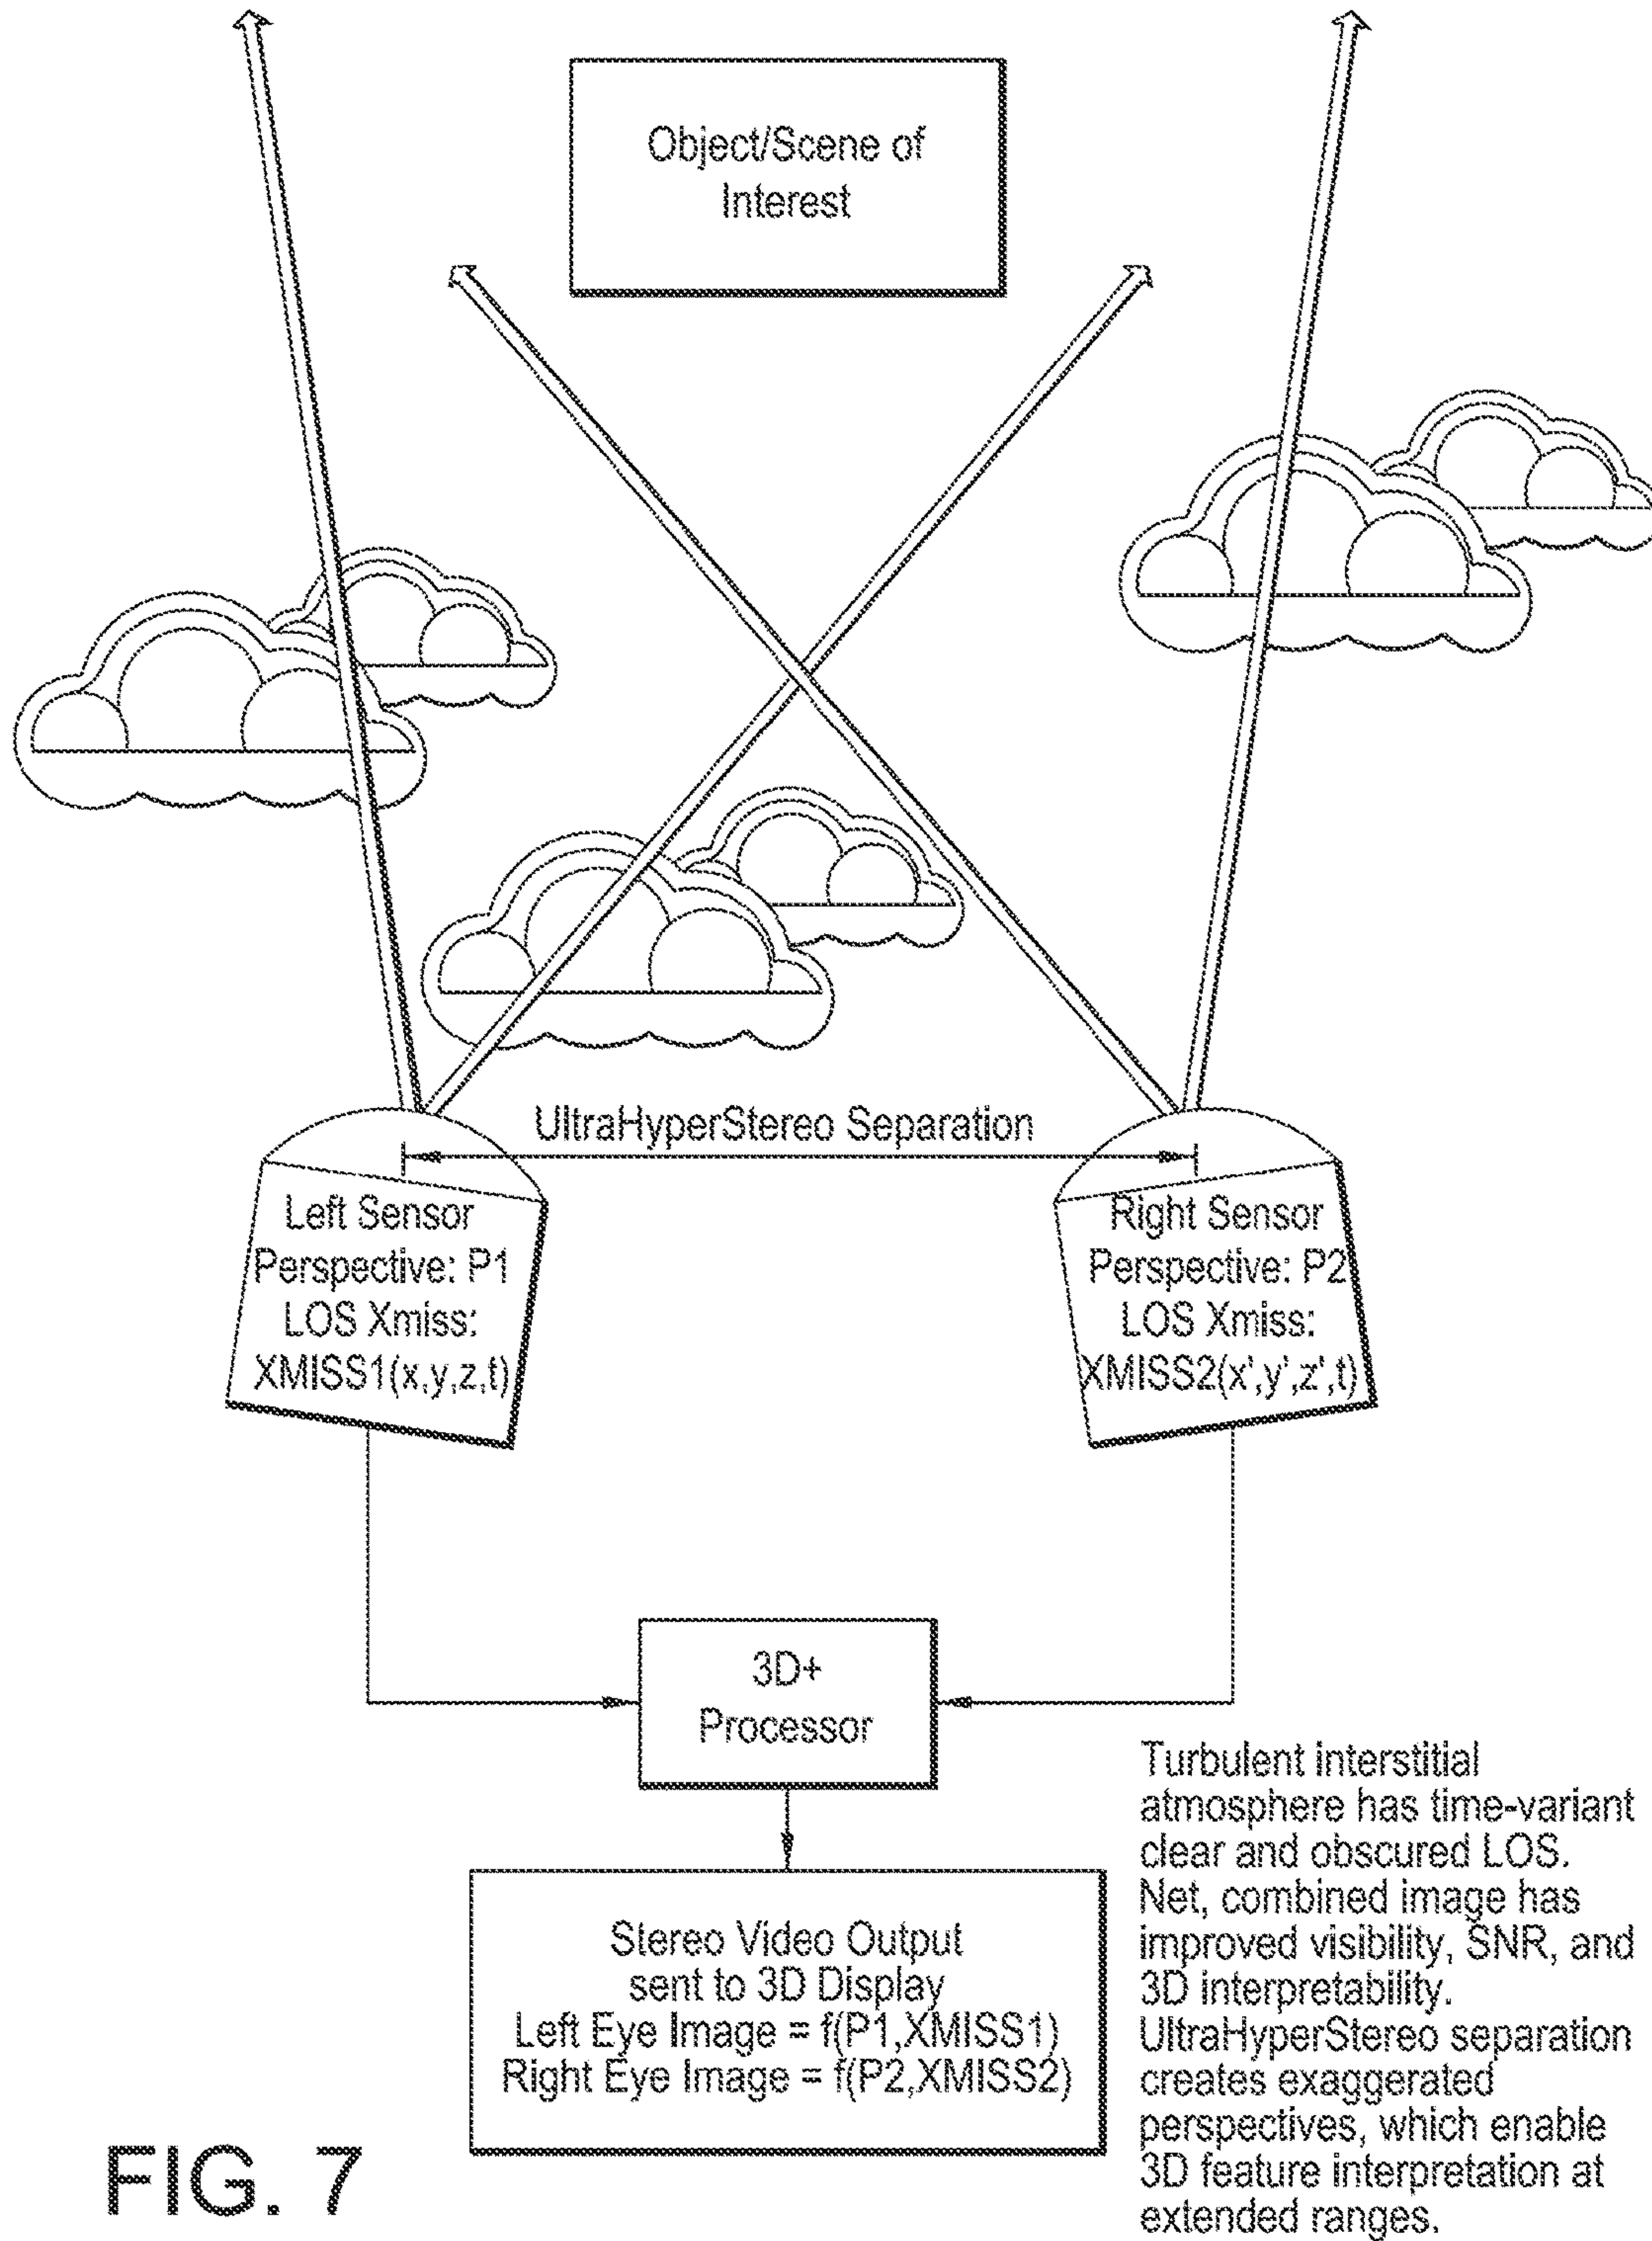 Object/Scene of
Interest
UltraHyperStereo Separation
Left Sensor
Perspective: P1
LOS Xmiss:
XMISS1(x,y,z,t)
Right Sensor
Perspective: P2
LOS Xmiss:
XMISS2(x',y',z',t)
3D+
Processor
Stereo Video Output
sent to 3D Display
Left Eye Image = f(P1,XMISS1)
Right Eye Image = f(P2,XMISS2)
Turbulent interstitial
atmosphere has time-variant
clear and obscured LOS.
Net, combined image has
improved visibility, SNR, and
3D interpretability.
UltraHyperStereo separation
creates exaggerated
perspectives, which enable
3D feature interpretation at
extended ranges.
FIG. 7